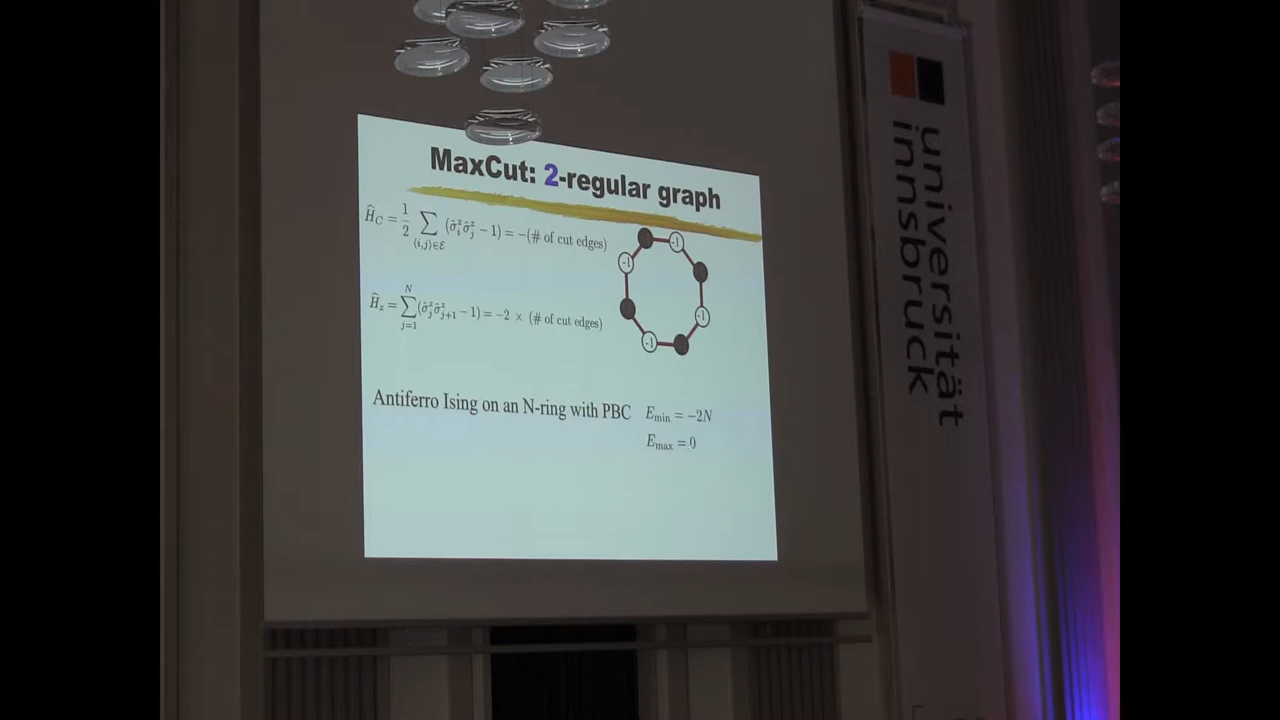 MaxCut: 2-regular graph
Ĥ_C = 1/2 ∑_{(i,j)∈ℰ} (σ̂_i^z σ̂_j^z − 1) = −(# of cut edges)
-1
-1
-1
-1
Ĥ_z = ∑_{j=1}^{N} (σ̂_j^z σ̂_{j+1}^z − 1) = −2 × (# of cut edges)
Antiferro Ising on an N-ring with PBC
E_min = −2N
E_max = 0
universität
innsbruck